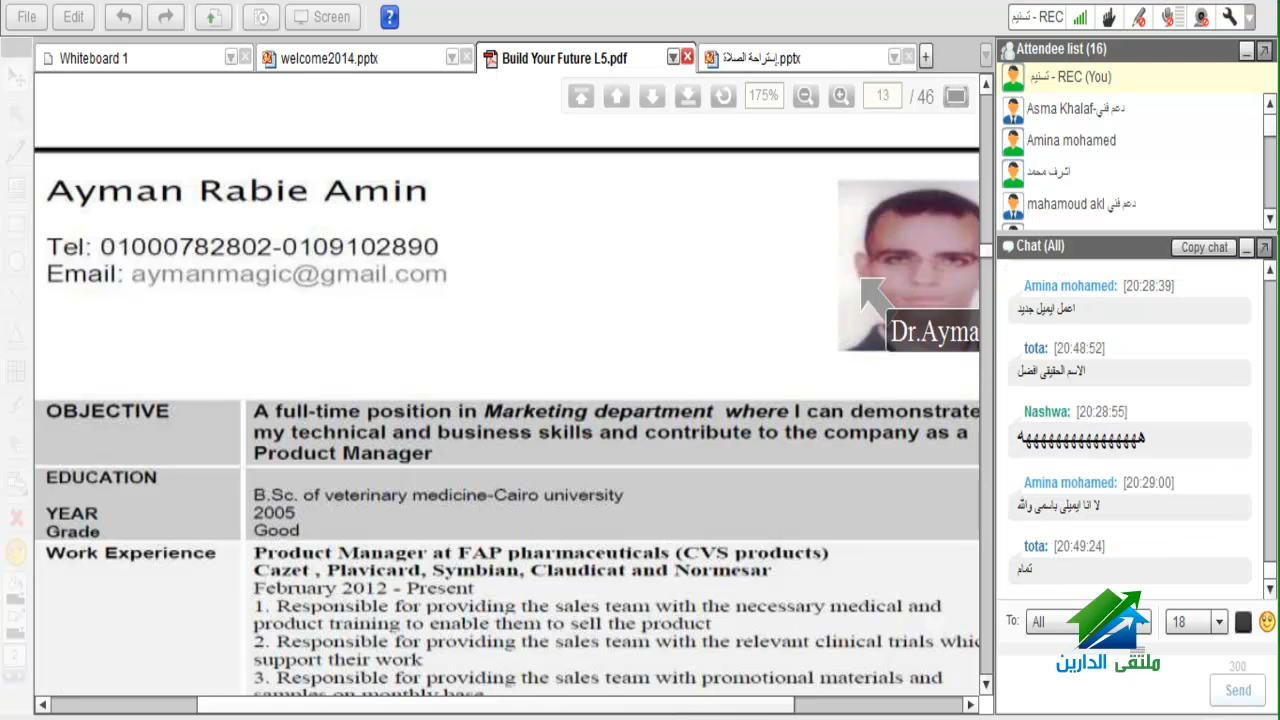 File
Edit
Screen
?
تسنيم - REC
Whiteboard 1
welcome2014.pptx
Build Your Future L5.pdf
إستراحة الصلاة.pptx
175%
13
/ 46
Ayman Rabie Amin
Tel: 01000782802-0109102890
Email: aymanmagic@gmail.com
Dr.Ayma
OBJECTIVE
A full-time position in Marketing department where I can demonstrate
my technical and business skills and contribute to the company as a
Product Manager
EDUCATION
B.Sc. of veterinary medicine-Cairo university
YEAR
2005
Grade
Good
Work Experience
Product Manager at FAP pharmaceuticals (CVS products)
Cazet , Plavicard, Symbian, Claudicat and Normesar
February 2012 - Present
1. Responsible for providing the sales team with the necessary medical and
product training to enable them to sell the product
2. Responsible for providing the sales team with the relevant clinical trials whic
support their work
3. Responsible for providing the sales team with promotional materials and
samples on monthly base
Attendee list (16)
تسنيم - REC (You)
Asma Khalaf-دعم فني
Amina mohamed
اشرف محمد
mahamoud akl دعم فني
Chat (All)
Copy chat
Amina mohamed: [20:28:39]
اعمل ايميل جديد
tota: [20:48:52]
الاسم الحقيقى افضل
Nashwa: [20:28:55]
هههههههههههههههه
Amina mohamed: [20:29:00]
لا انا ايميلى باسمى والله
tota: [20:49:24]
تمام
To:
All
18
ملتقى الدارين
300
Send